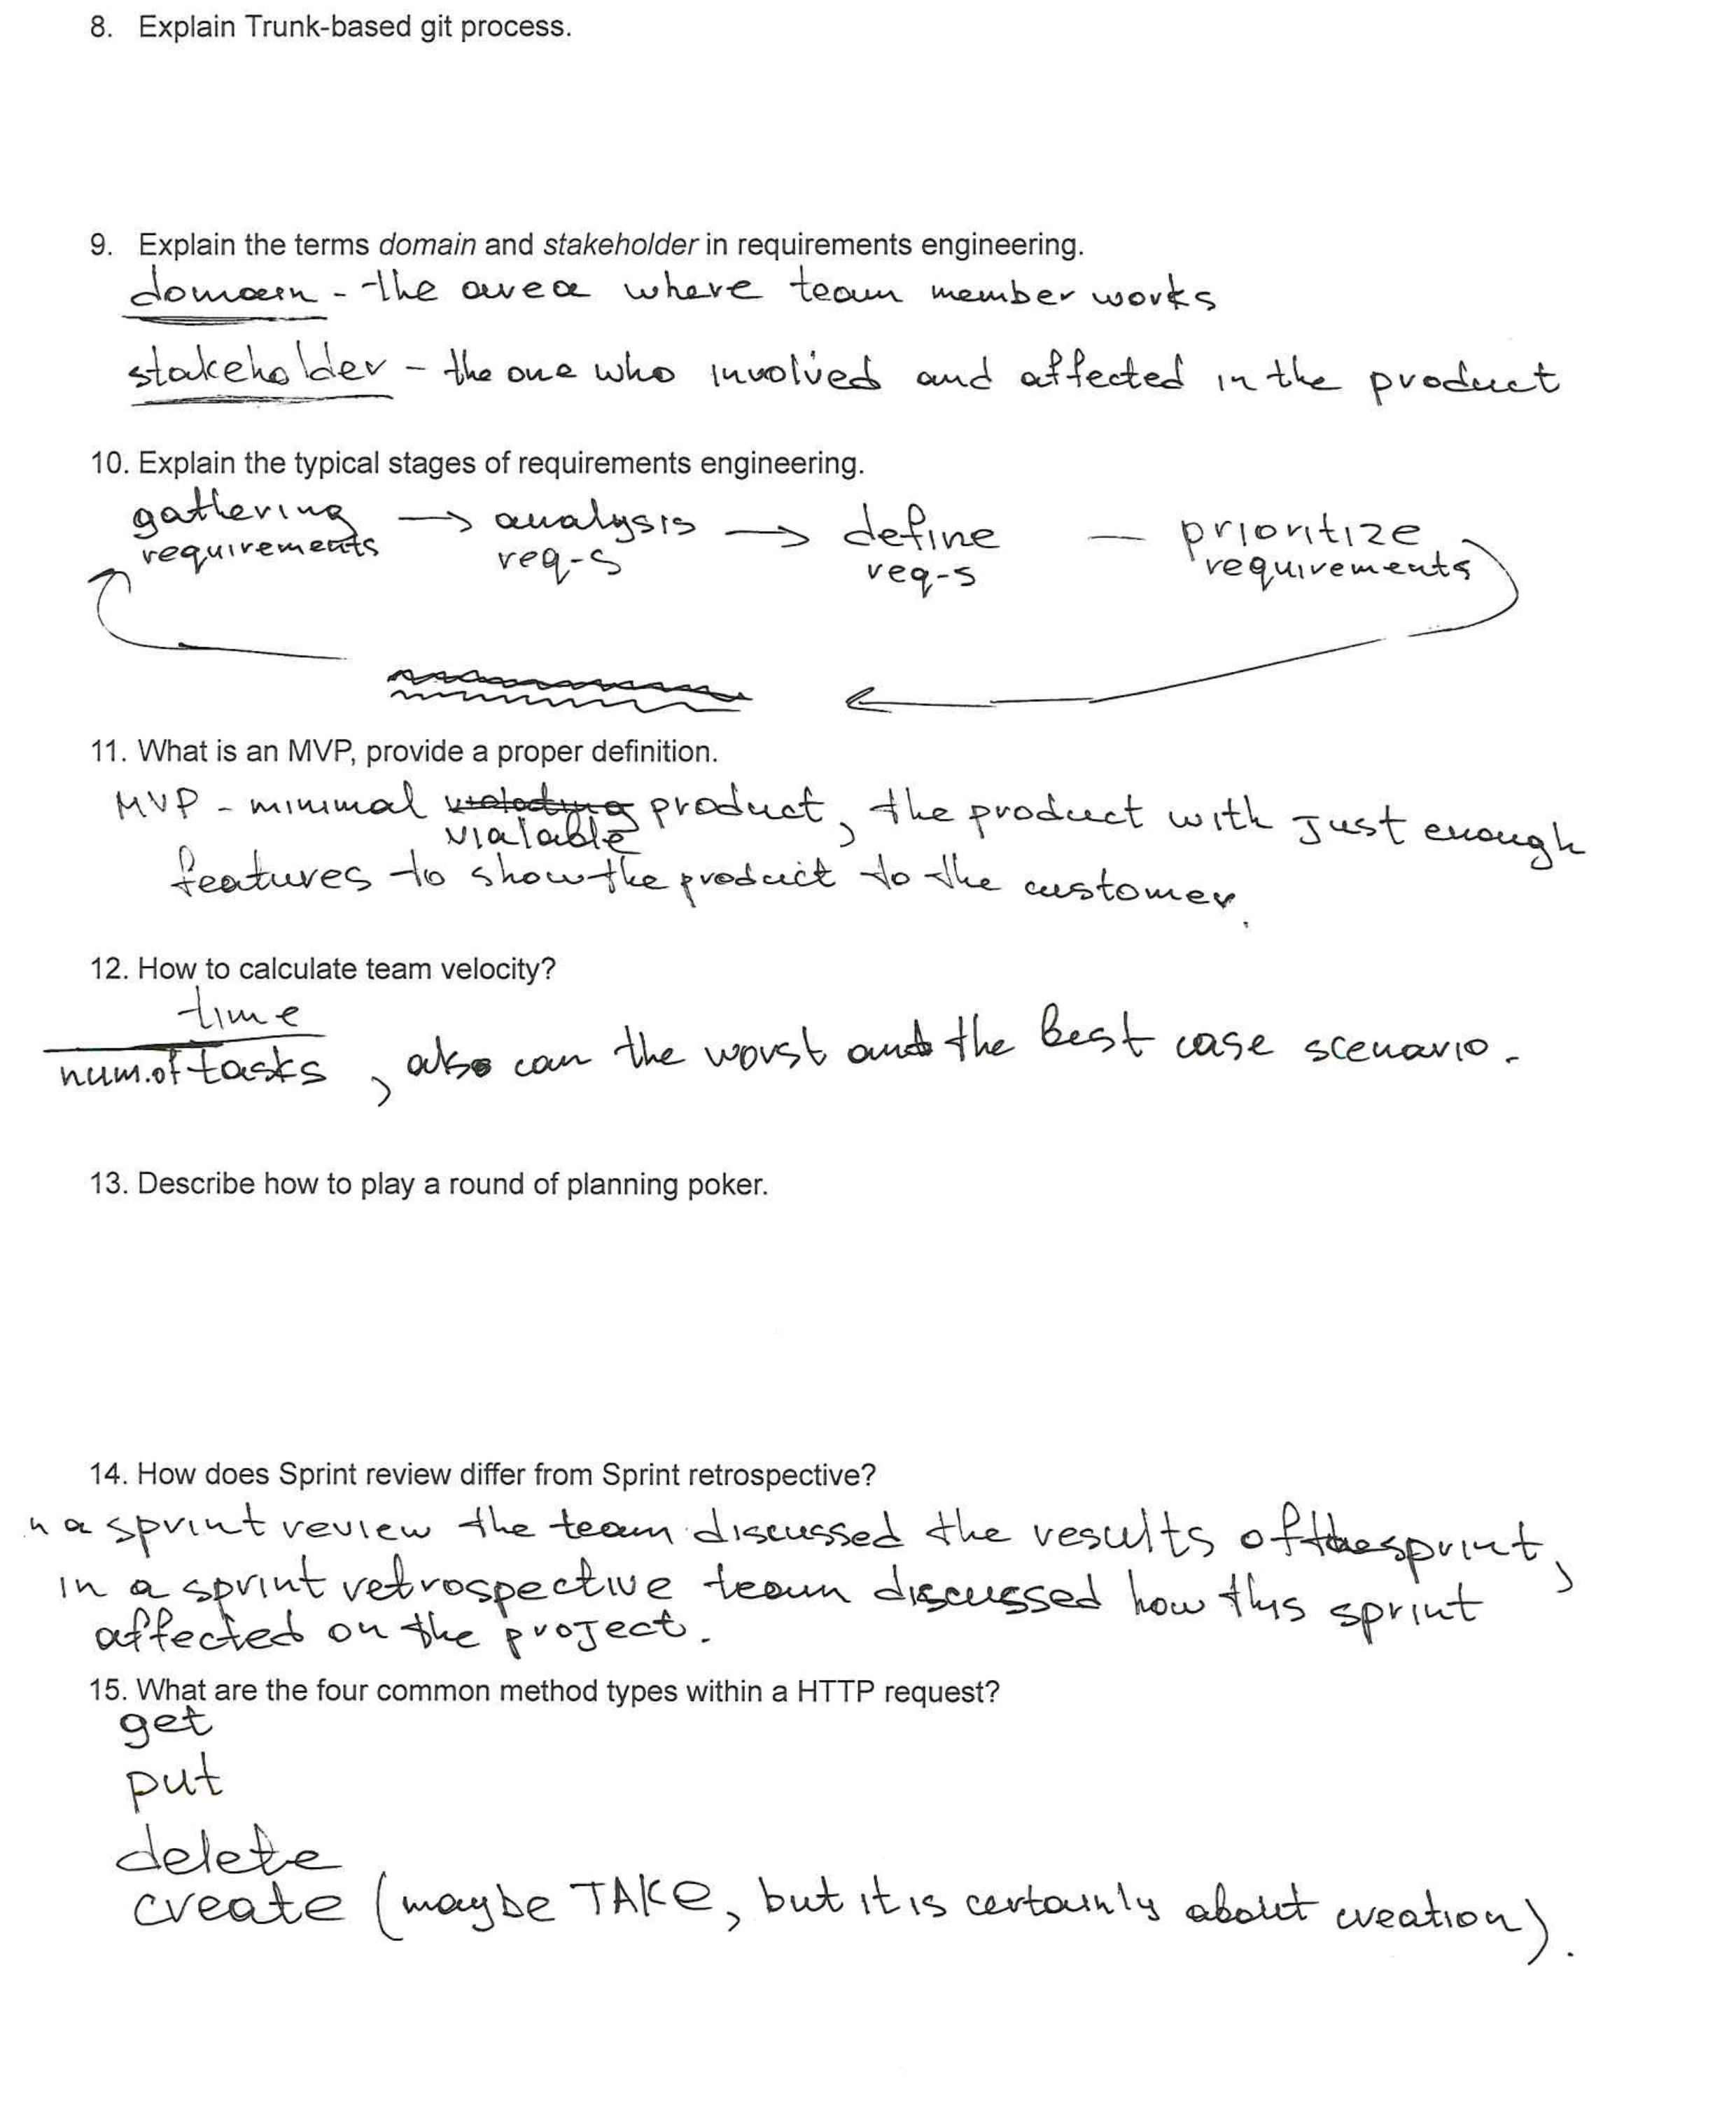 8. Explain Trunk-based git process.
9. Explain the terms domain and stakeholder in requirements engineering.
domain - the area where team member works
stakeholder - the one who involved and affected in the product
10. Explain the typical stages of requirements engineering.
gathering → analysis → define — prioritize
requirements req-s req-s requirements
11. What is an MVP, provide a proper definition.
MVP - minimal product, the product with just enough
vialable
features to show the product to the customer.
12. How to calculate team velocity?
time
num.of tasks, also can the worst and the best case scenario.
13. Describe how to play a round of planning poker.
14. How does Sprint review differ from Sprint retrospective?
n a sprint review the team discussed the results of the sprint,
in a sprint retrospective team discussed how this sprint
affected on the project.
15. What are the four common method types within a HTTP request?
get
put
delete
create (maybe TAKE, but it is certainly about creation).